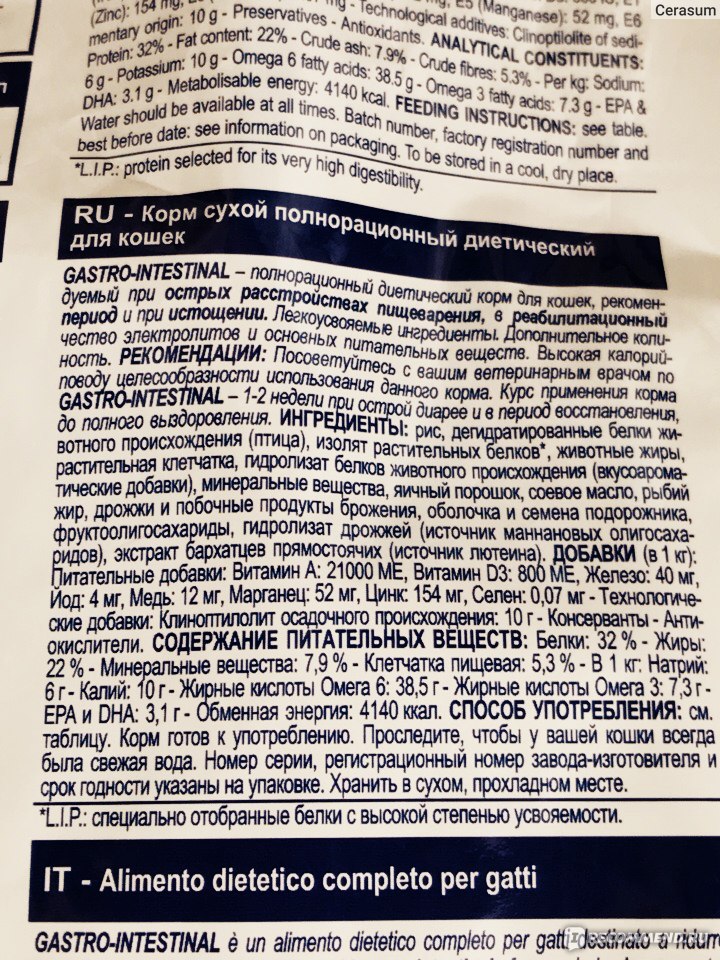 Cerasum
(Zinc): 154 mg, E5 (Manganese): 52 mg, E6
- Technological additives: Clinoptilolite of sedi-
mentary origin: 10 g - Preservatives - Antioxidants. ANALYTICAL CONSTITUENTS:
Protein: 32% - Fat content: 22% - Crude ash: 7.9% - Crude fibres: 5.3% - Per kg: Sodium:
6 g - Potassium: 10 g - Omega 6 fatty acids: 38.5 g - Omega 3 fatty acids: 7.3 g - EPA &
DHA: 3.1 g - Metabolisable energy: 4140 kcal. FEEDING INSTRUCTIONS: see table.
Water should be available at all times. Batch number, factory registration number and
best before date: see information on packaging. To be stored in a cool, dry place.
*L.I.P.: protein selected for its very high digestibility.
RU - Корм сухой полнорационный диетический
для кошек
GASTRO-INTESTINAL – полнорационный диетический корм для кошек, рекомен-
дуемый при острых расстройствах пищеварения, в реабилитационный
период и при истощении. Легкоусвояемые ингредиенты. Дополнительное коли-
чество электролитов и основных питательных веществ. Высокая калорий-
ность. РЕКОМЕНДАЦИИ: Посоветуйтесь с вашим ветеринарным врачом по
поводу целесообразности использования данного корма. Курс применения корма
GASTRO-INTESTINAL – 1-2 недели при острой диарее и в период восстановления,
до полного выздоровления. ИНГРЕДИЕНТЫ: рис, дегидратированные белки жи-
вотного происхождения (птица), изолят растительных белков*, животные жиры,
растительная клетчатка, гидролизат белков животного происхождения (вкусоарома-
тические добавки), минеральные вещества, яичный порошок, соевое масло, рыбий
жир, дрожжи и побочные продукты брожения, оболочка и семена подорожника,
фруктоолигосахариды, гидролизат дрожжей (источник маннановых олигосаха-
ридов), экстракт бархатцев прямостоячих (источник лютеина). ДОБАВКИ (в 1 кг):
Питательные добавки: Витамин A: 21000 ME, Витамин D3: 800 ME, Железо: 40 мг,
Йод: 4 мг, Медь: 12 мг, Марганец: 52 мг, Цинк: 154 мг, Селен: 0,07 мг - Технологиче-
ские добавки: Клиноптилолит осадочного происхождения: 10 г - Консерванты - Анти-
окислители. СОДЕРЖАНИЕ ПИТАТЕЛЬНЫХ ВЕЩЕСТВ: Белки: 32 % - Жиры:
22 % - Минеральные вещества: 7,9 % - Клетчатка пищевая: 5,3 % - В 1 кг: Натрий:
6 г - Калий: 10 г - Жирные кислоты Омега 6: 38,5 г - Жирные кислоты Омега 3: 7,3 г -
EPA и DHA: 3,1 г - Обменная энергия: 4140 ккал. СПОСОБ УПОТРЕБЛЕНИЯ: см.
таблицу. Корм готов к употреблению. Проследите, чтобы у вашей кошки всегда
была свежая вода. Номер серии, регистрационный номер завода-изготовителя и
срок годности указаны на упаковке. Хранить в сухом, прохладном месте.
*L.I.P.: специально отобранные белки с высокой степенью усвояемости.
IT - Alimento dietetico completo per gatti
GASTRO-INTESTINAL è un alimento dietetico completo per gatti destinato a ridurre
IRECOMMEND.RU